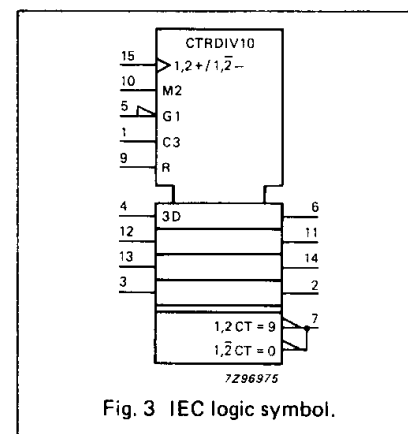 CTRDIV10
15 1,2+/1,2̅−
10 M2
5 G1
1 C3
9 R
4 3D 6
12 11
13 14
3 2
1,2 CT = 9 7
1,2̅ CT = 0
7Z96975
Fig. 3 IEC logic symbol.